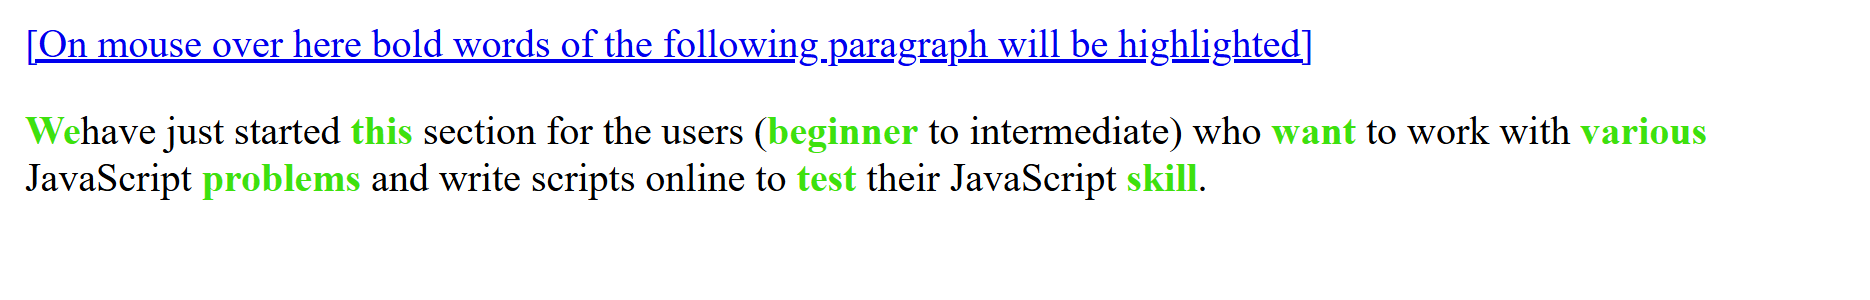 [On mouse over here bold words of the following paragraph will be highlighted]
Wehave just started this section for the users (beginner to intermediate) who want to work with various
JavaScript problems and write scripts online to test their JavaScript skill.